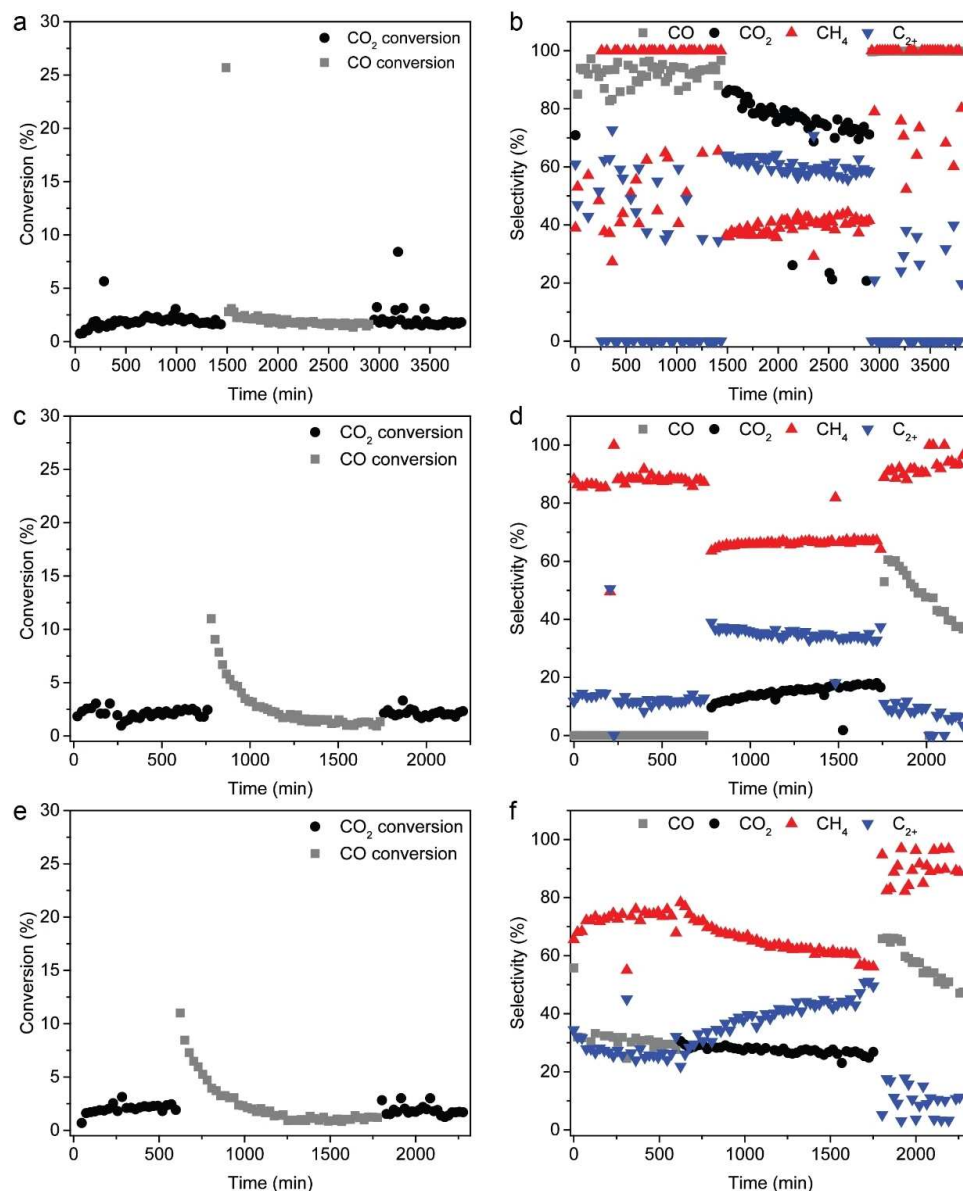 a
30
25
20
15
10
5
0
Conversion (%)
CO₂ conversion
CO conversion
0 500 1000 1500 2000 2500 3000 3500
Time (min)
b
CO CO₂ CH₄ C₂₊
100
80
60
40
20
0
Selectivity (%)
0 500 1000 1500 2000 2500 3000 3500
Time (min)
c
30
25
20
15
10
5
0
Conversion (%)
CO₂ conversion
CO conversion
0 500 1000 1500 2000
Time (min)
d
CO CO₂ CH₄ C₂₊
100
80
60
40
20
0
Selectivity (%)
0 500 1000 1500 2000
Time (min)
e
30
25
20
15
10
5
0
Conversion (%)
CO₂ conversion
CO conversion
0 500 1000 1500 2000
Time (min)
f
CO CO₂ CH₄ C₂₊
100
80
60
40
20
0
Selectivity (%)
0 500 1000 1500 2000
Time (min)